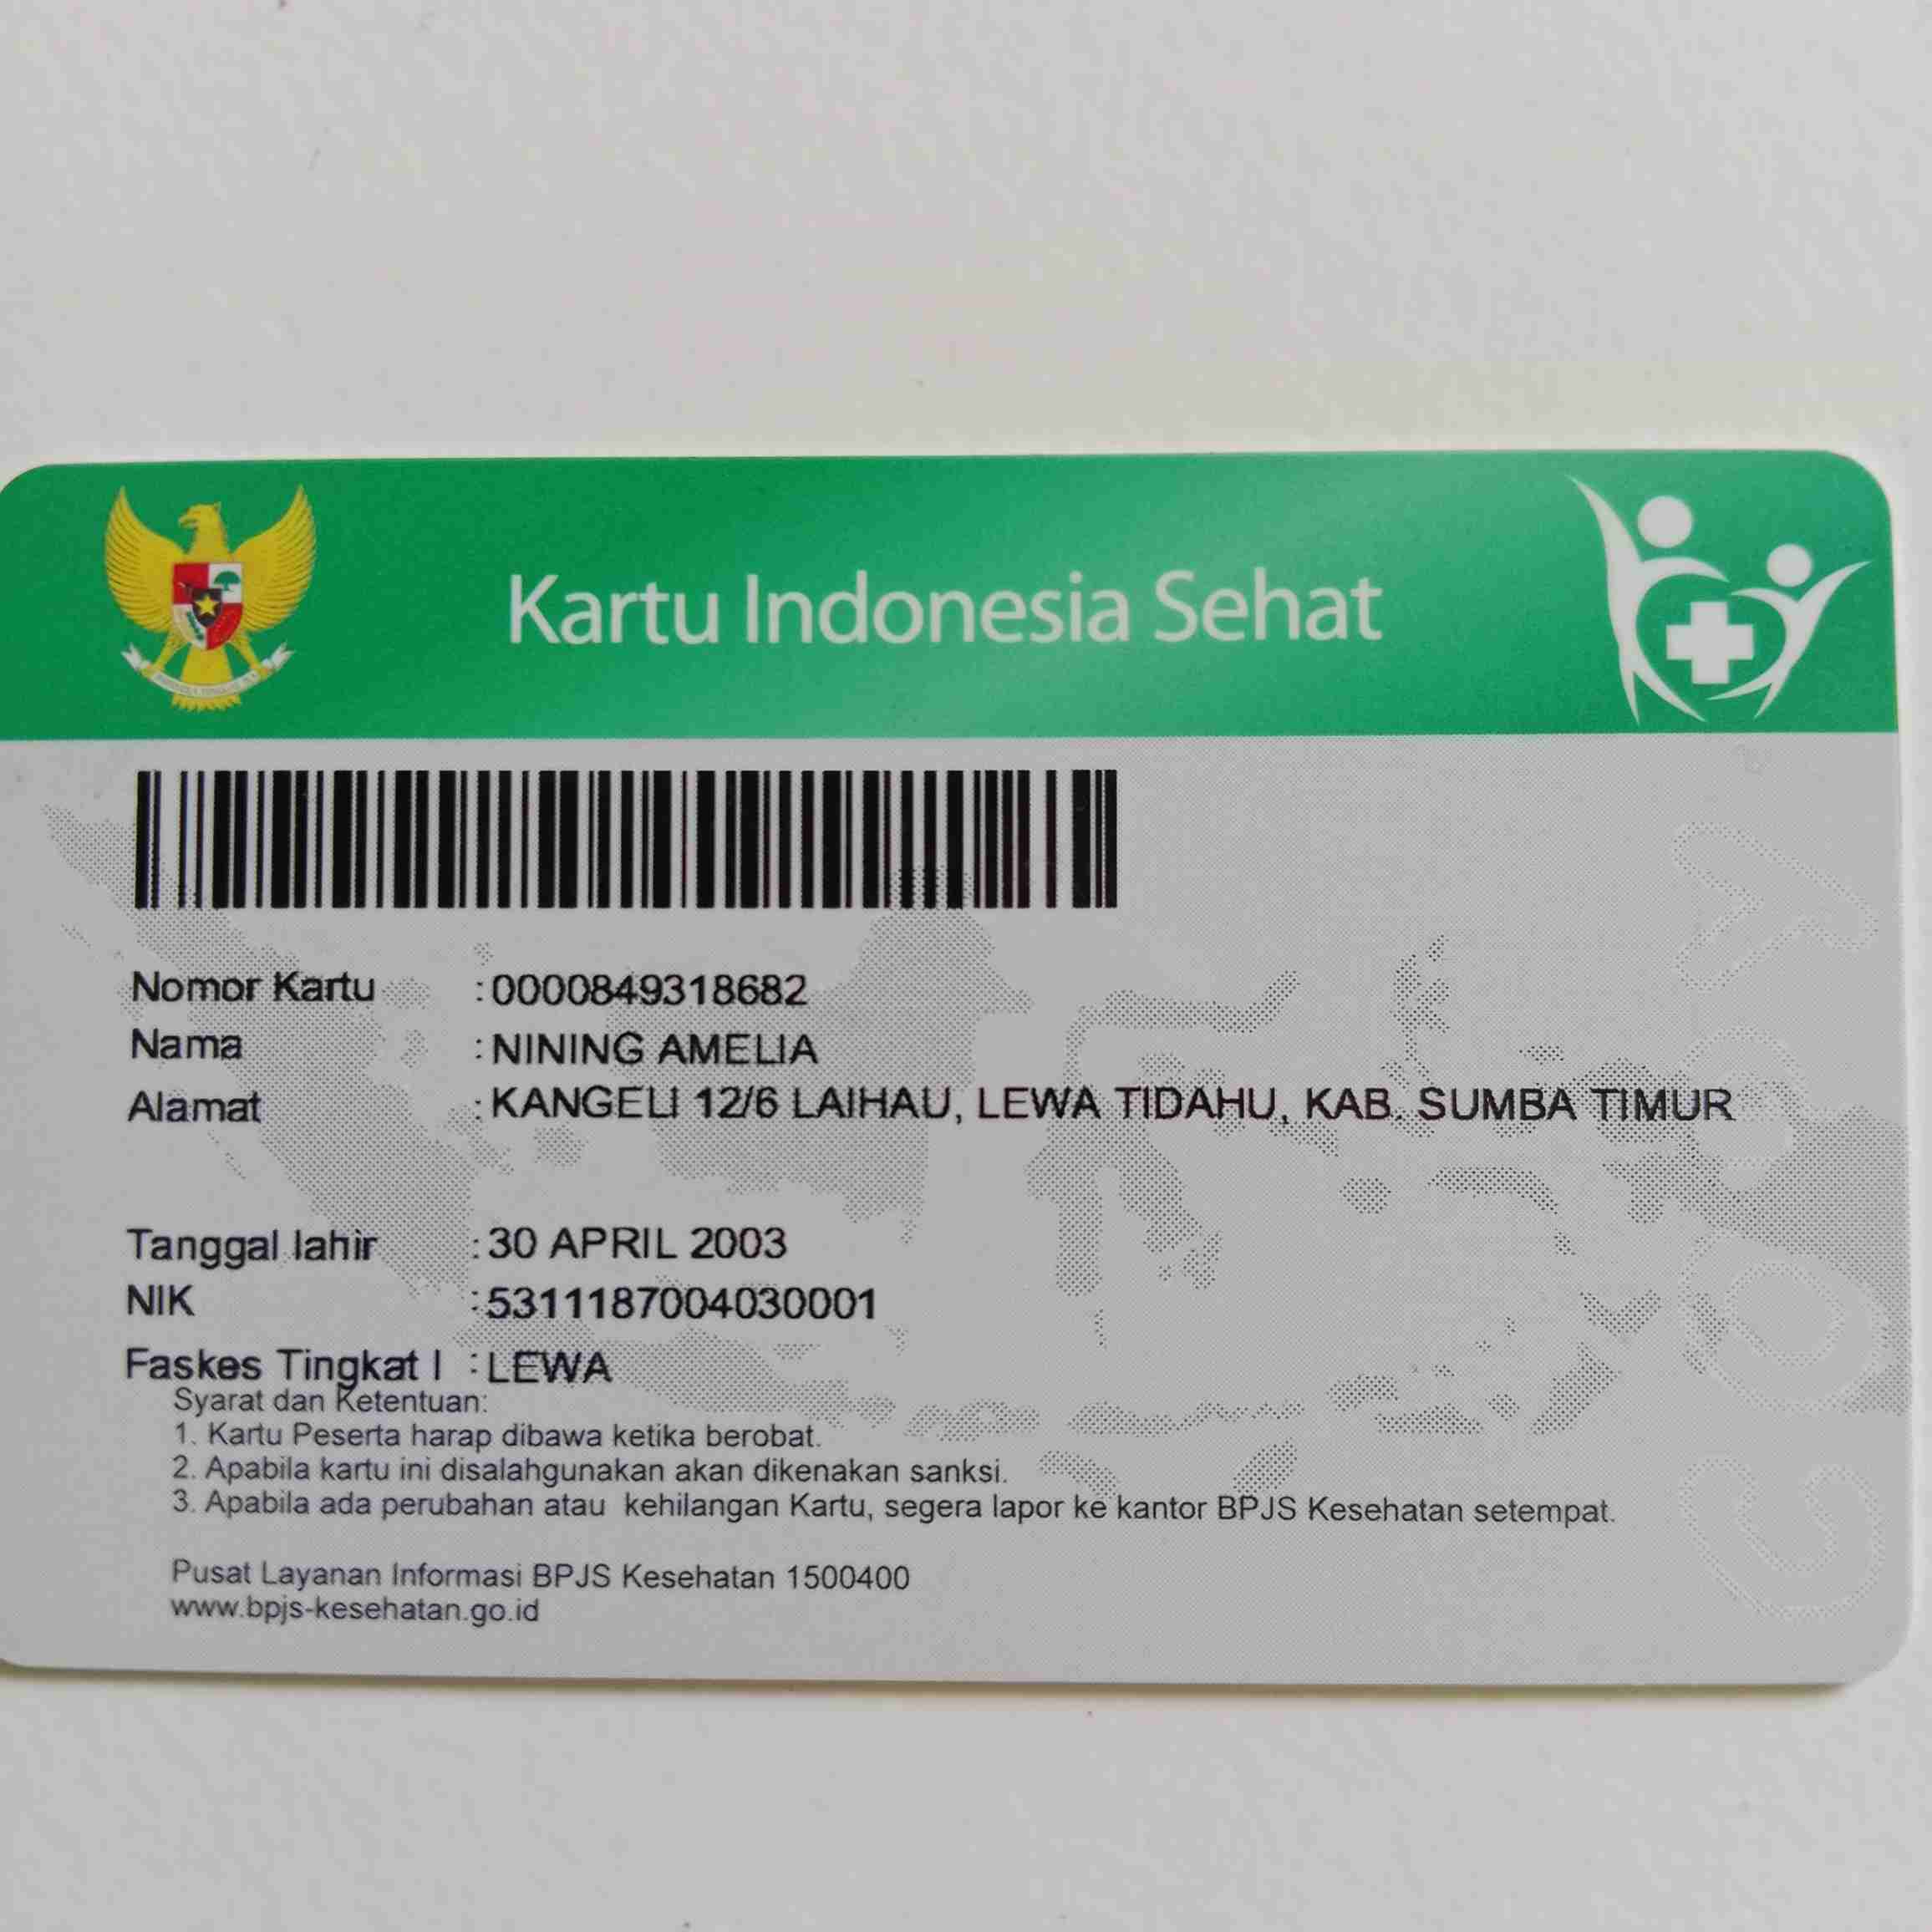 Kartu Indonesia Sehat
Nomor Kartu :0000849318682
Nama :NINING AMELIA
Alamat :KANGELI 12/6 LAIHAU, LEWA TIDAHU, KAB. SUMBA TIMUR
Tanggal lahir :30 APRIL 2003
NIK :5311187004030001
Faskes Tingkat I :LEWA
Syarat dan Ketentuan:
1. Kartu Peserta harap dibawa ketika berobat.
2. Apabila kartu ini disalahgunakan akan dikenakan sanksi.
3. Apabila ada perubahan atau kehilangan Kartu, segera lapor ke kantor BPJS Kesehatan setempat.
Pusat Layanan Informasi BPJS Kesehatan 1500400
www.bpjs-kesehatan.go.id
COPY